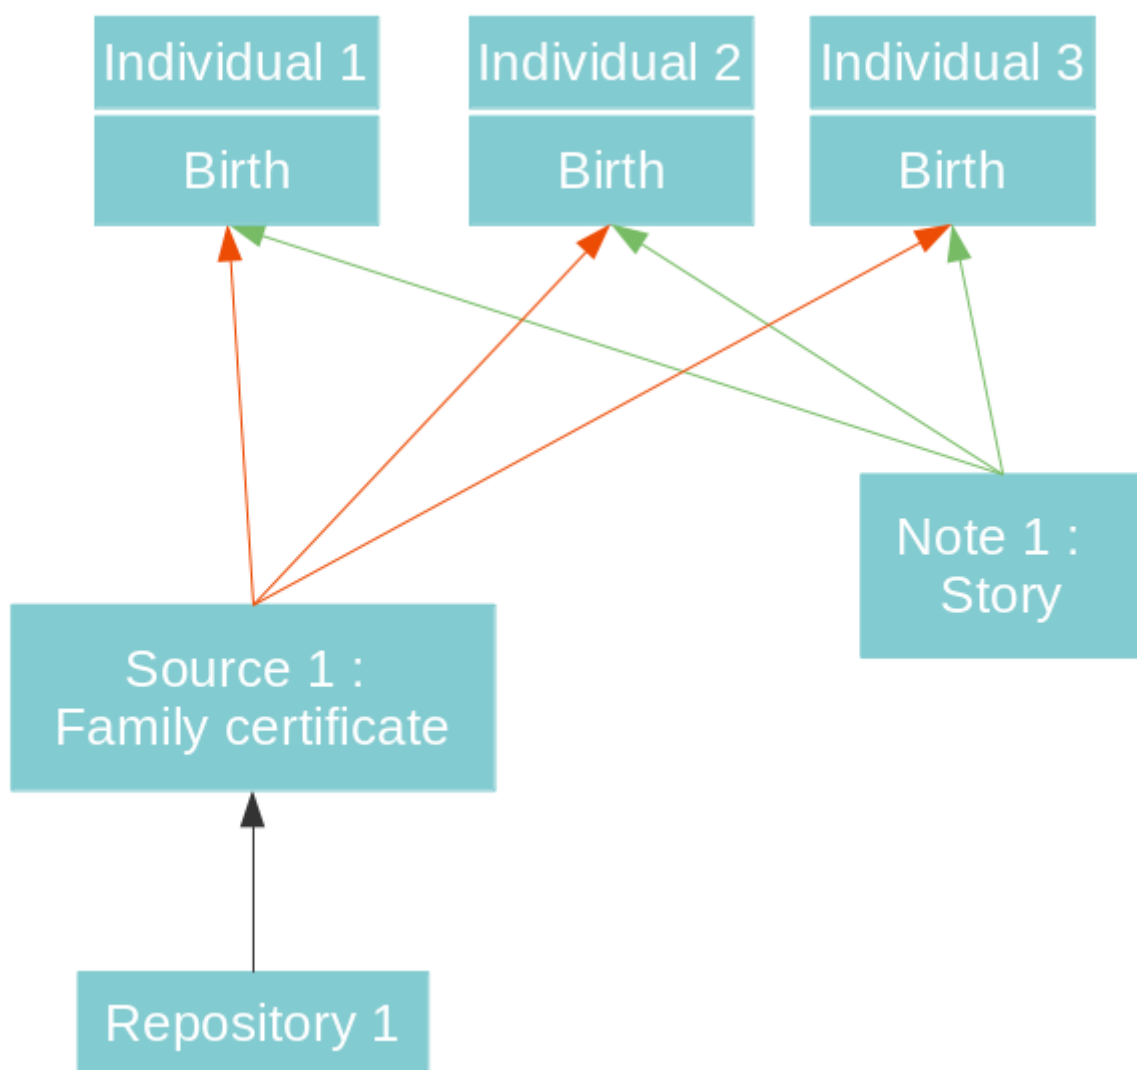 Individual 1
Individual 2
Individual 3
Birth
Birth
Birth
Note 1 :
Story
Source 1 :
Family certificate
Repository 1